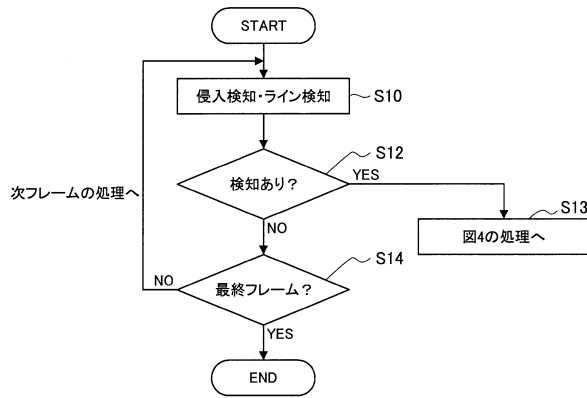 START
侵入検知・ライン検知
S10
検知あり？
S12
YES
次フレームの処理へ
S13
図4の処理へ
NO
S14
最終フレーム？
NO
YES
END